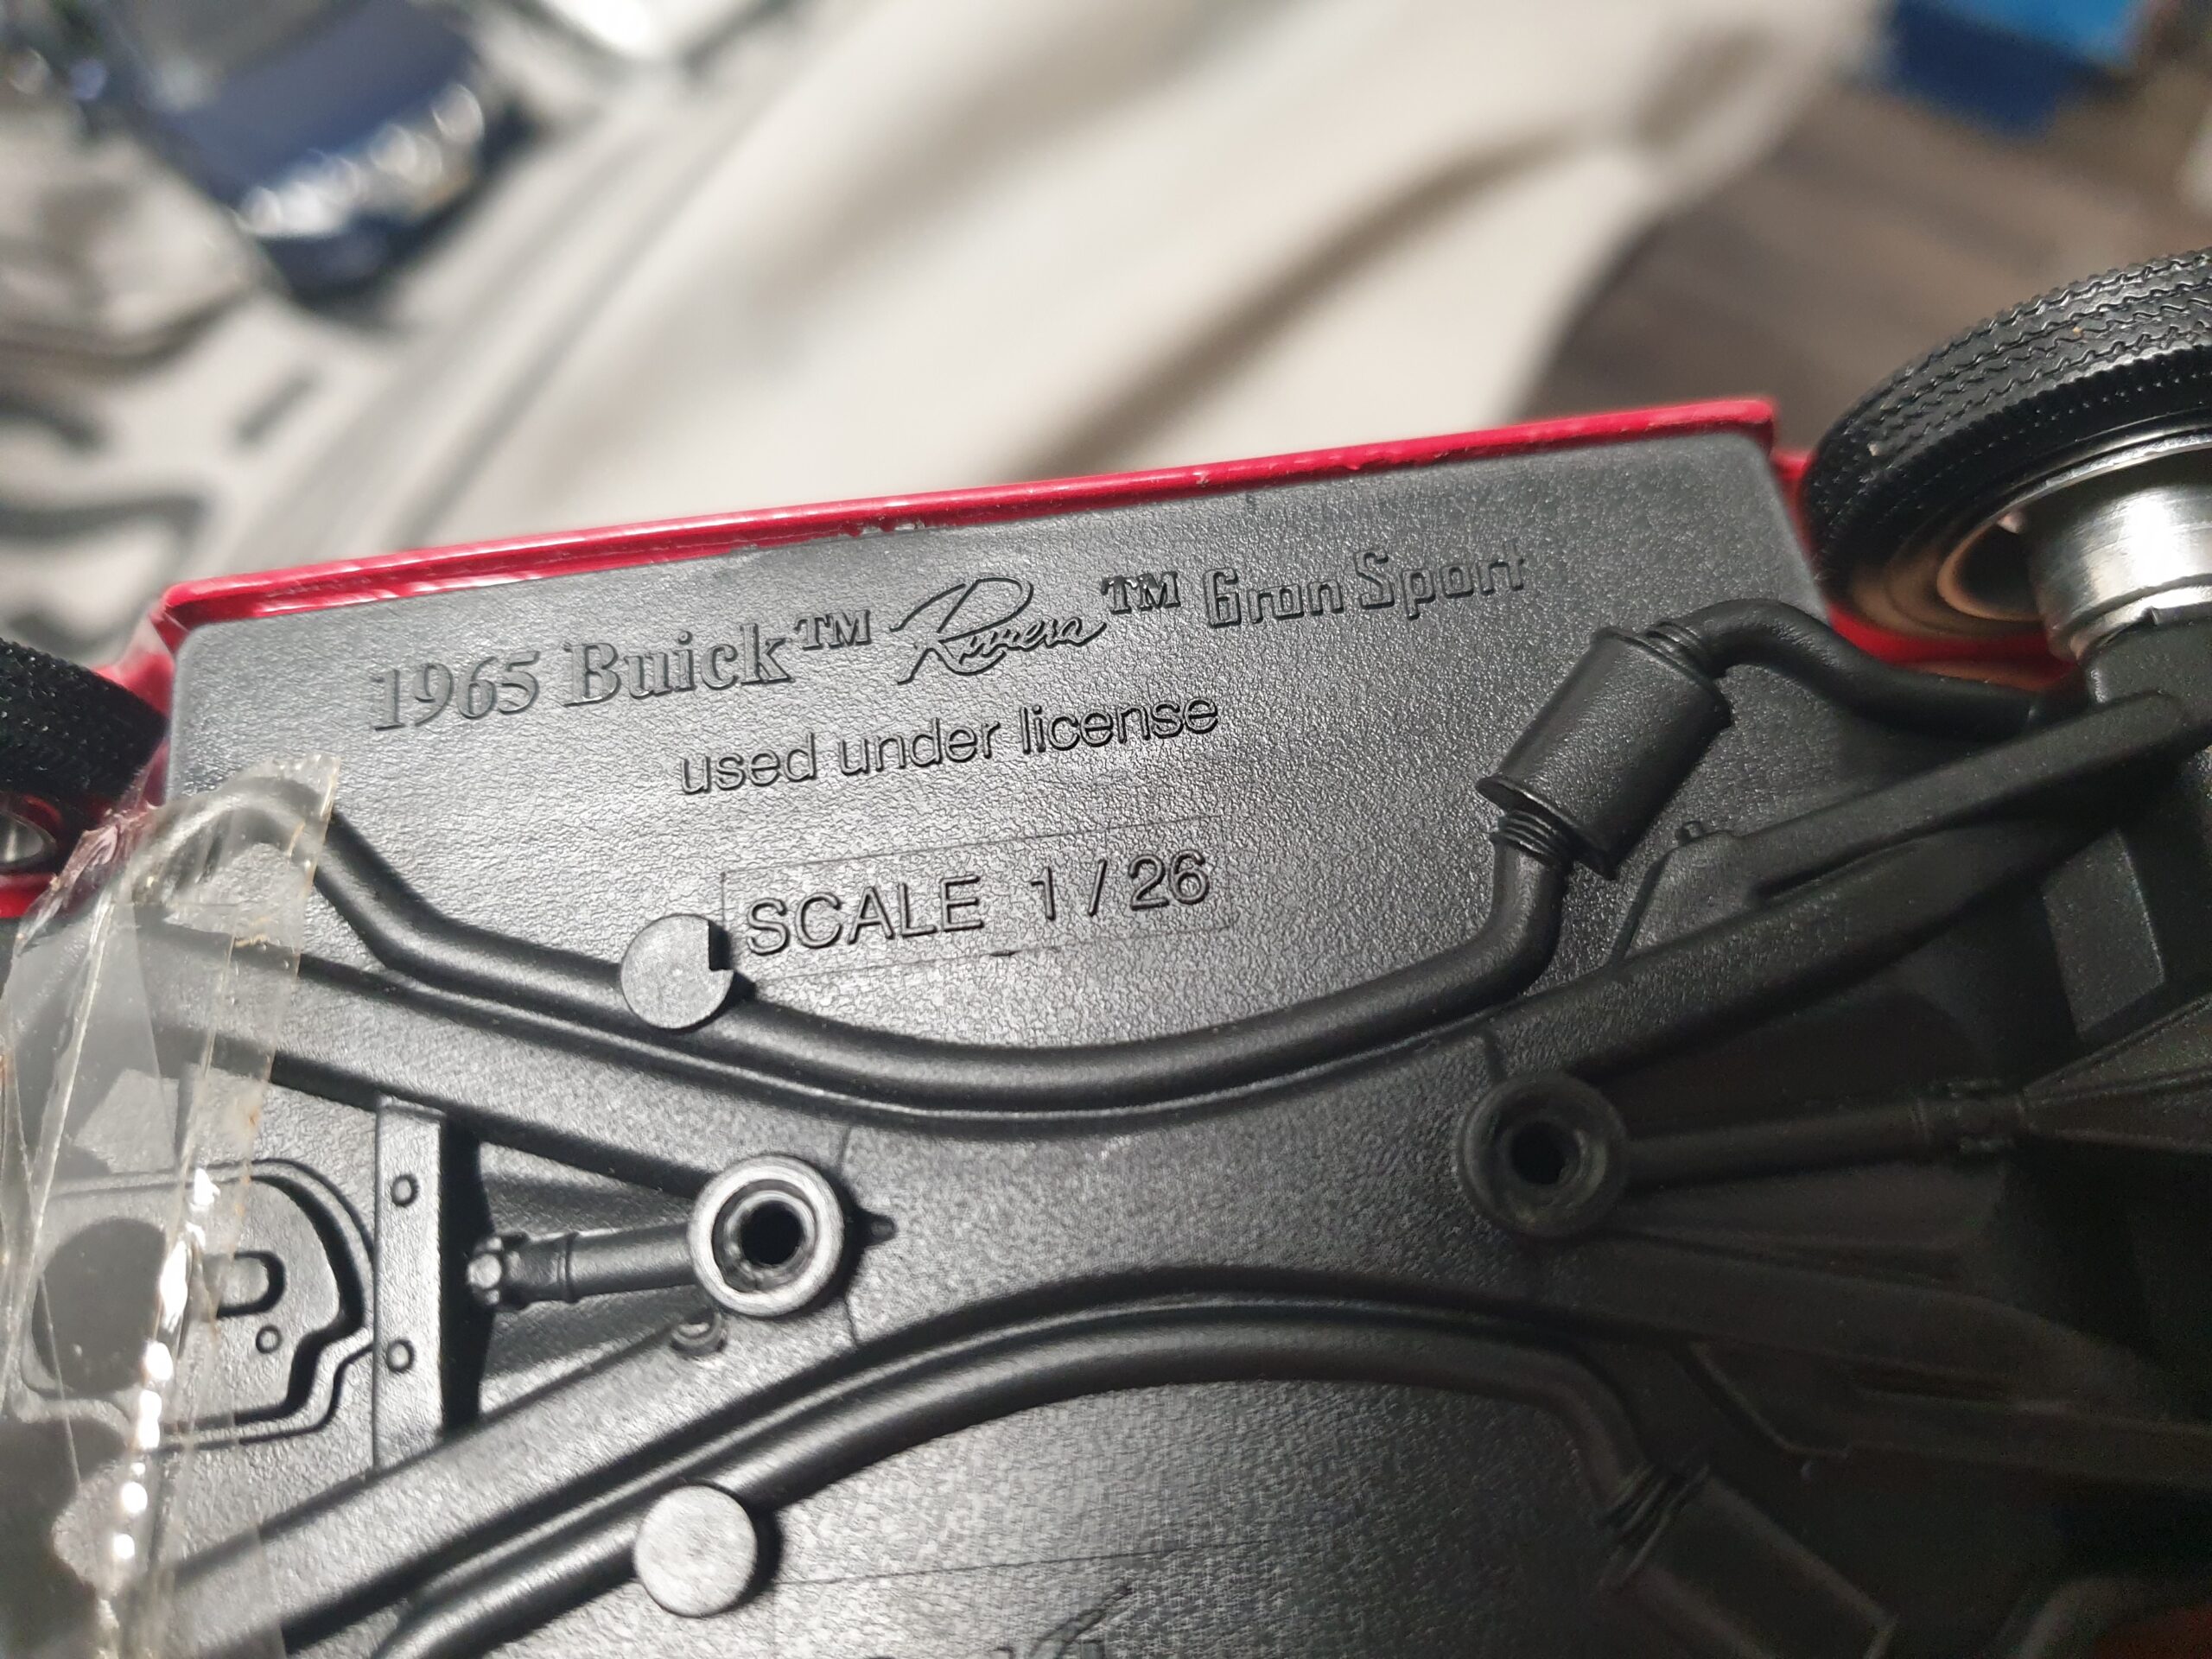 1965 Buick™ Riviera™ Gran Sport
used under license
SCALE 1/26